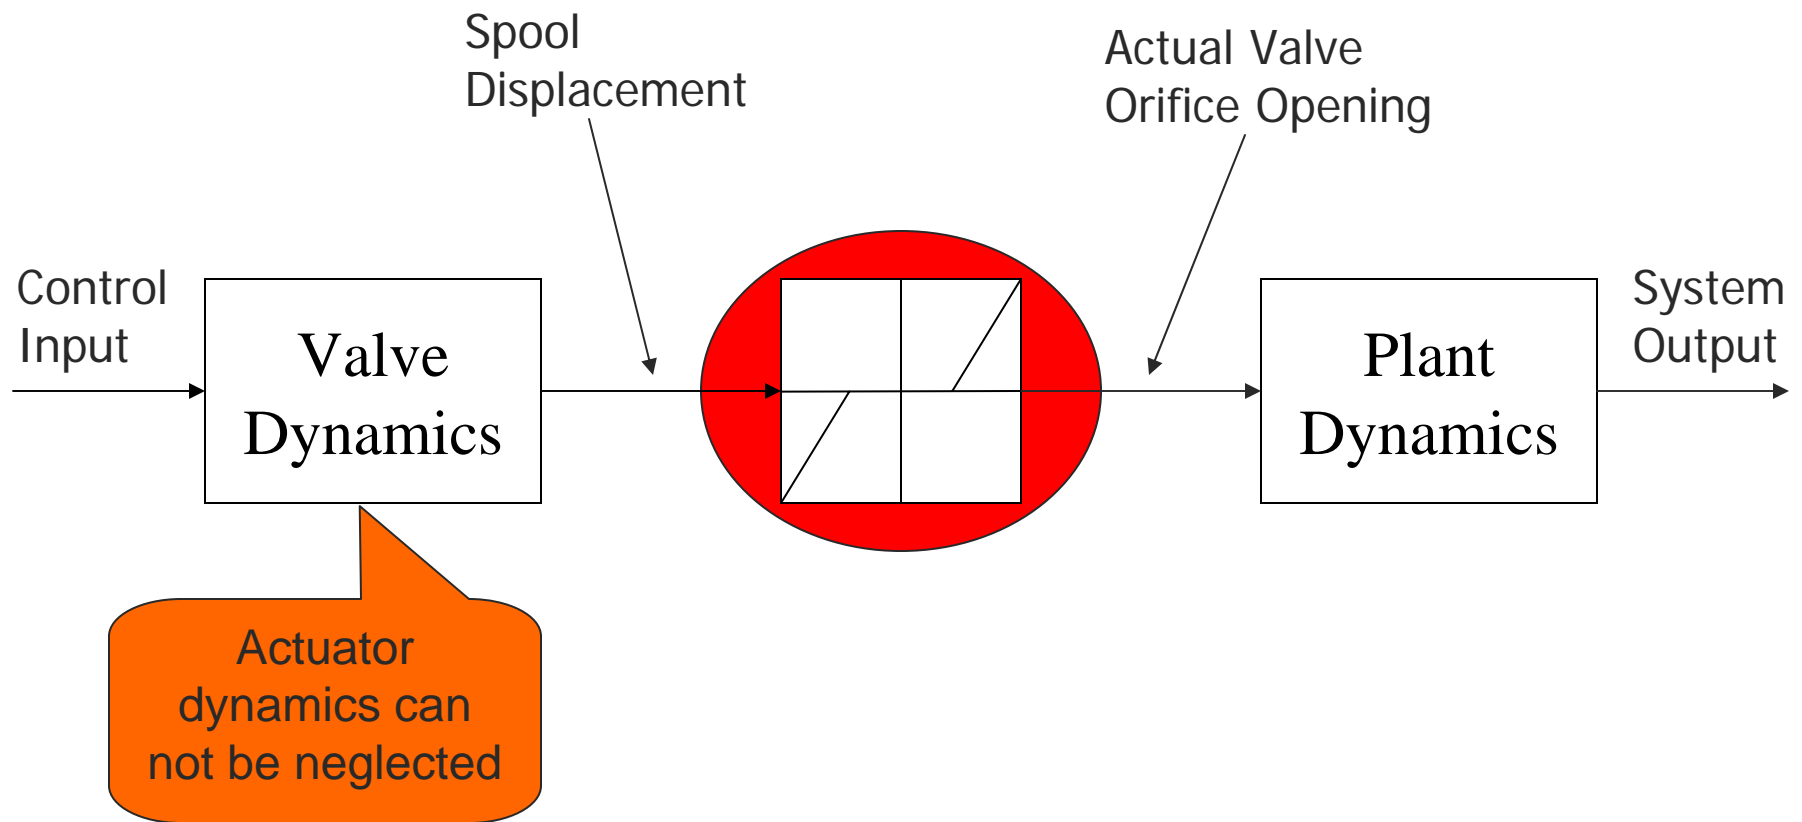 Spool
Displacement
Actual Valve
Orifice Opening
Control
Input
Valve
Dynamics
Plant
Dynamics
System
Output
Actuator
dynamics can
not be neglected